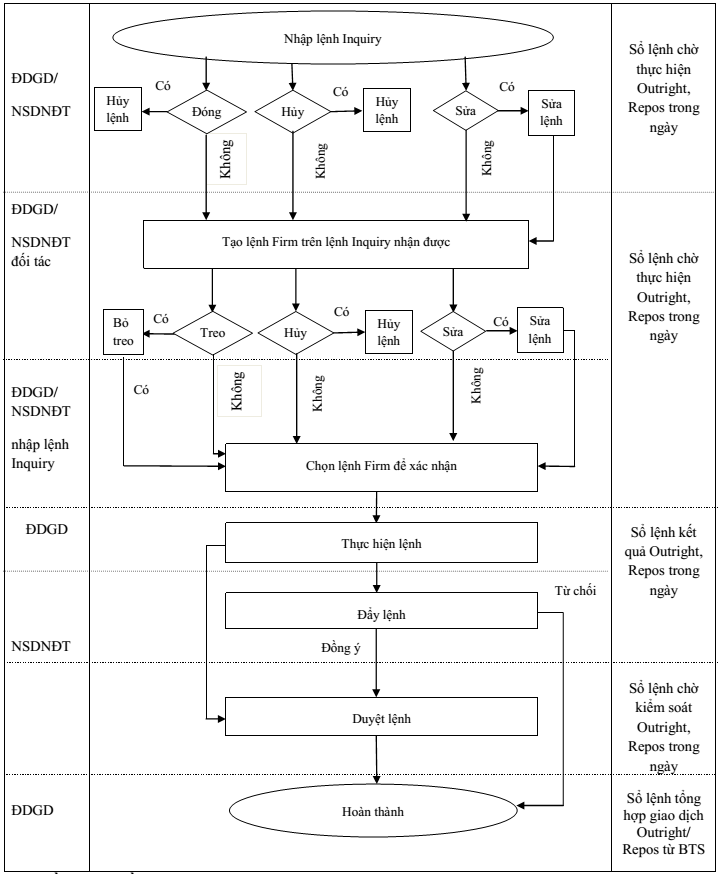 Nhập lệnh Inquiry
ĐDGD/
NSDNĐT
Sổ lệnh chờ
thực hiện
Outright,
Repos trong
ngày
Có
Có
Có
Hủy
lệnh
Đóng
Hủy
Hủy
lệnh
Sửa
Sửa
lệnh
Không
Không
Không
ĐDGD/
NSDNĐT
đối tác
Tạo lệnh Firm trên lệnh Inquiry nhận được
Sổ lệnh chờ
thực hiện
Outright,
Repos trong
ngày
Bỏ
treo
Có
Treo
Hủy
Có
Hủy
lệnh
Sửa
Có
Sửa
lệnh
ĐDGD/
NSDNĐT
nhập lệnh
Inquiry
Có
Không
Không
Không
Chọn lệnh Firm để xác nhận
ĐDGD
Thực hiện lệnh
Sổ lệnh kết
quả Outright,
Repos trong
ngày
Từ chối
Đẩy lệnh
NSDNĐT
Đồng ý
Duyệt lệnh
Sổ lệnh chờ
kiểm soát
Outright,
Repos trong
ngày
ĐDGD
Hoàn thành
Sổ lệnh tổng
hợp giao dịch
Outright/
Repos từ BTS